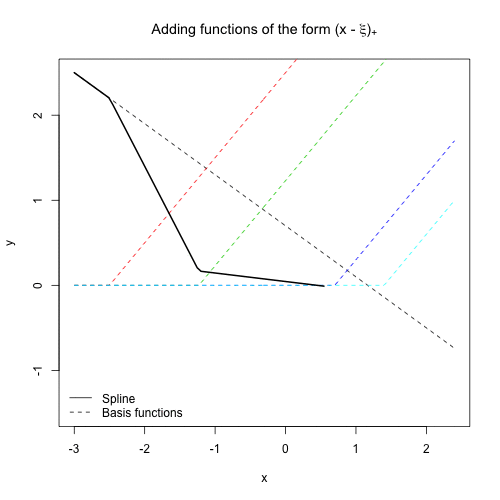 Adding functions of the form (x - ξ)₊
y
2
1
0
-1
Spline
Basis functions
-3 -2 -1 0 1 2
x